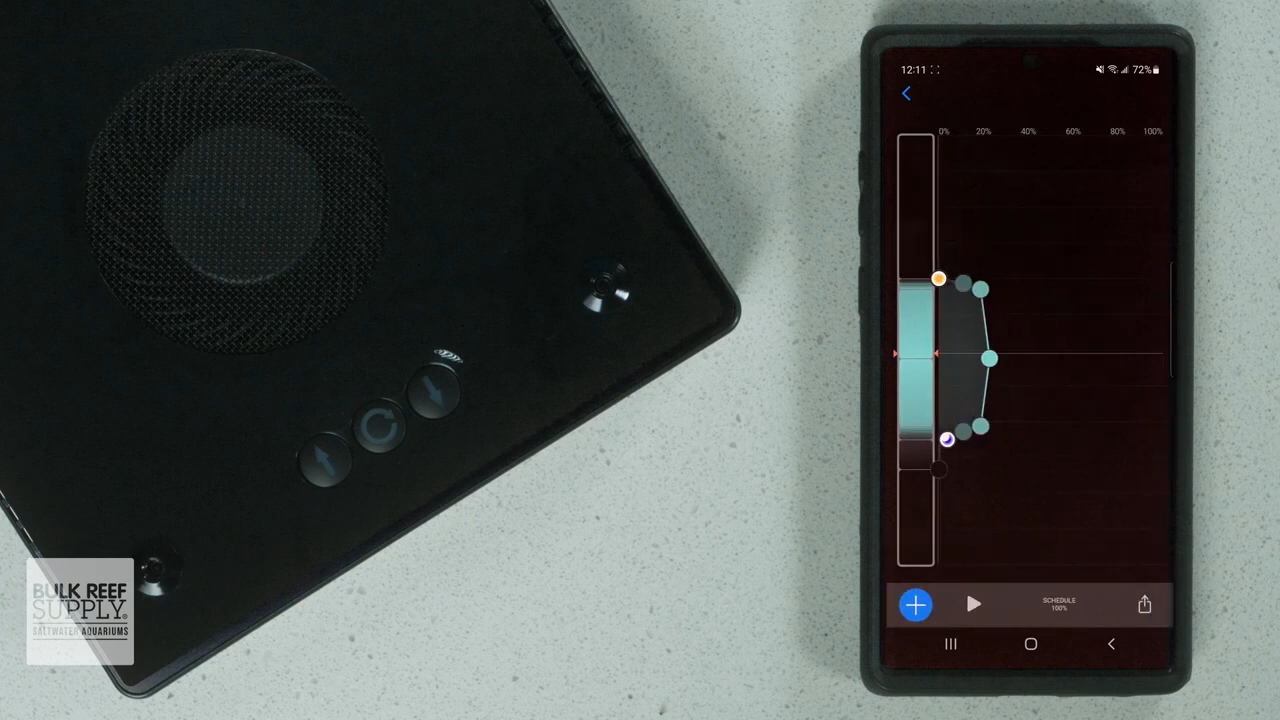 12:11
72%
0% 20% 40% 60% 80% 100%
SCHEDULE
100%
BULK REEF
SUPPLY®
SALTWATER AQUARIUMS